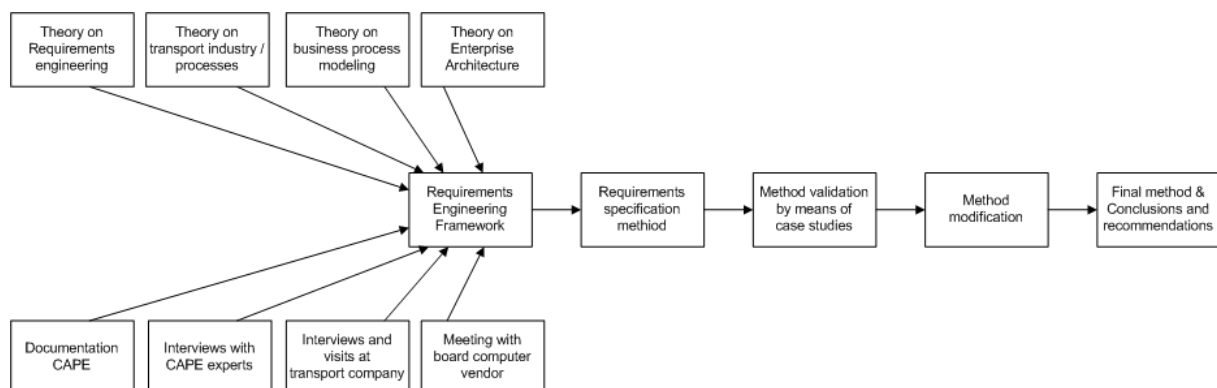 Theory on
Requirements
engineering
Theory on
transport industry /
processes
Theory on
business process
modeling
Theory on
Enterprise
Architecture
Requirements
Engineering
Framework
Requirements
specification
methiod
Method validation
by means of
case studies
Method
modification
Final method &
Conclusions and
recommendations
Documentation
CAPE
Interviews with
CAPE experts
Interviews and
visits at
transport company
Meeting with
board computer
vendor